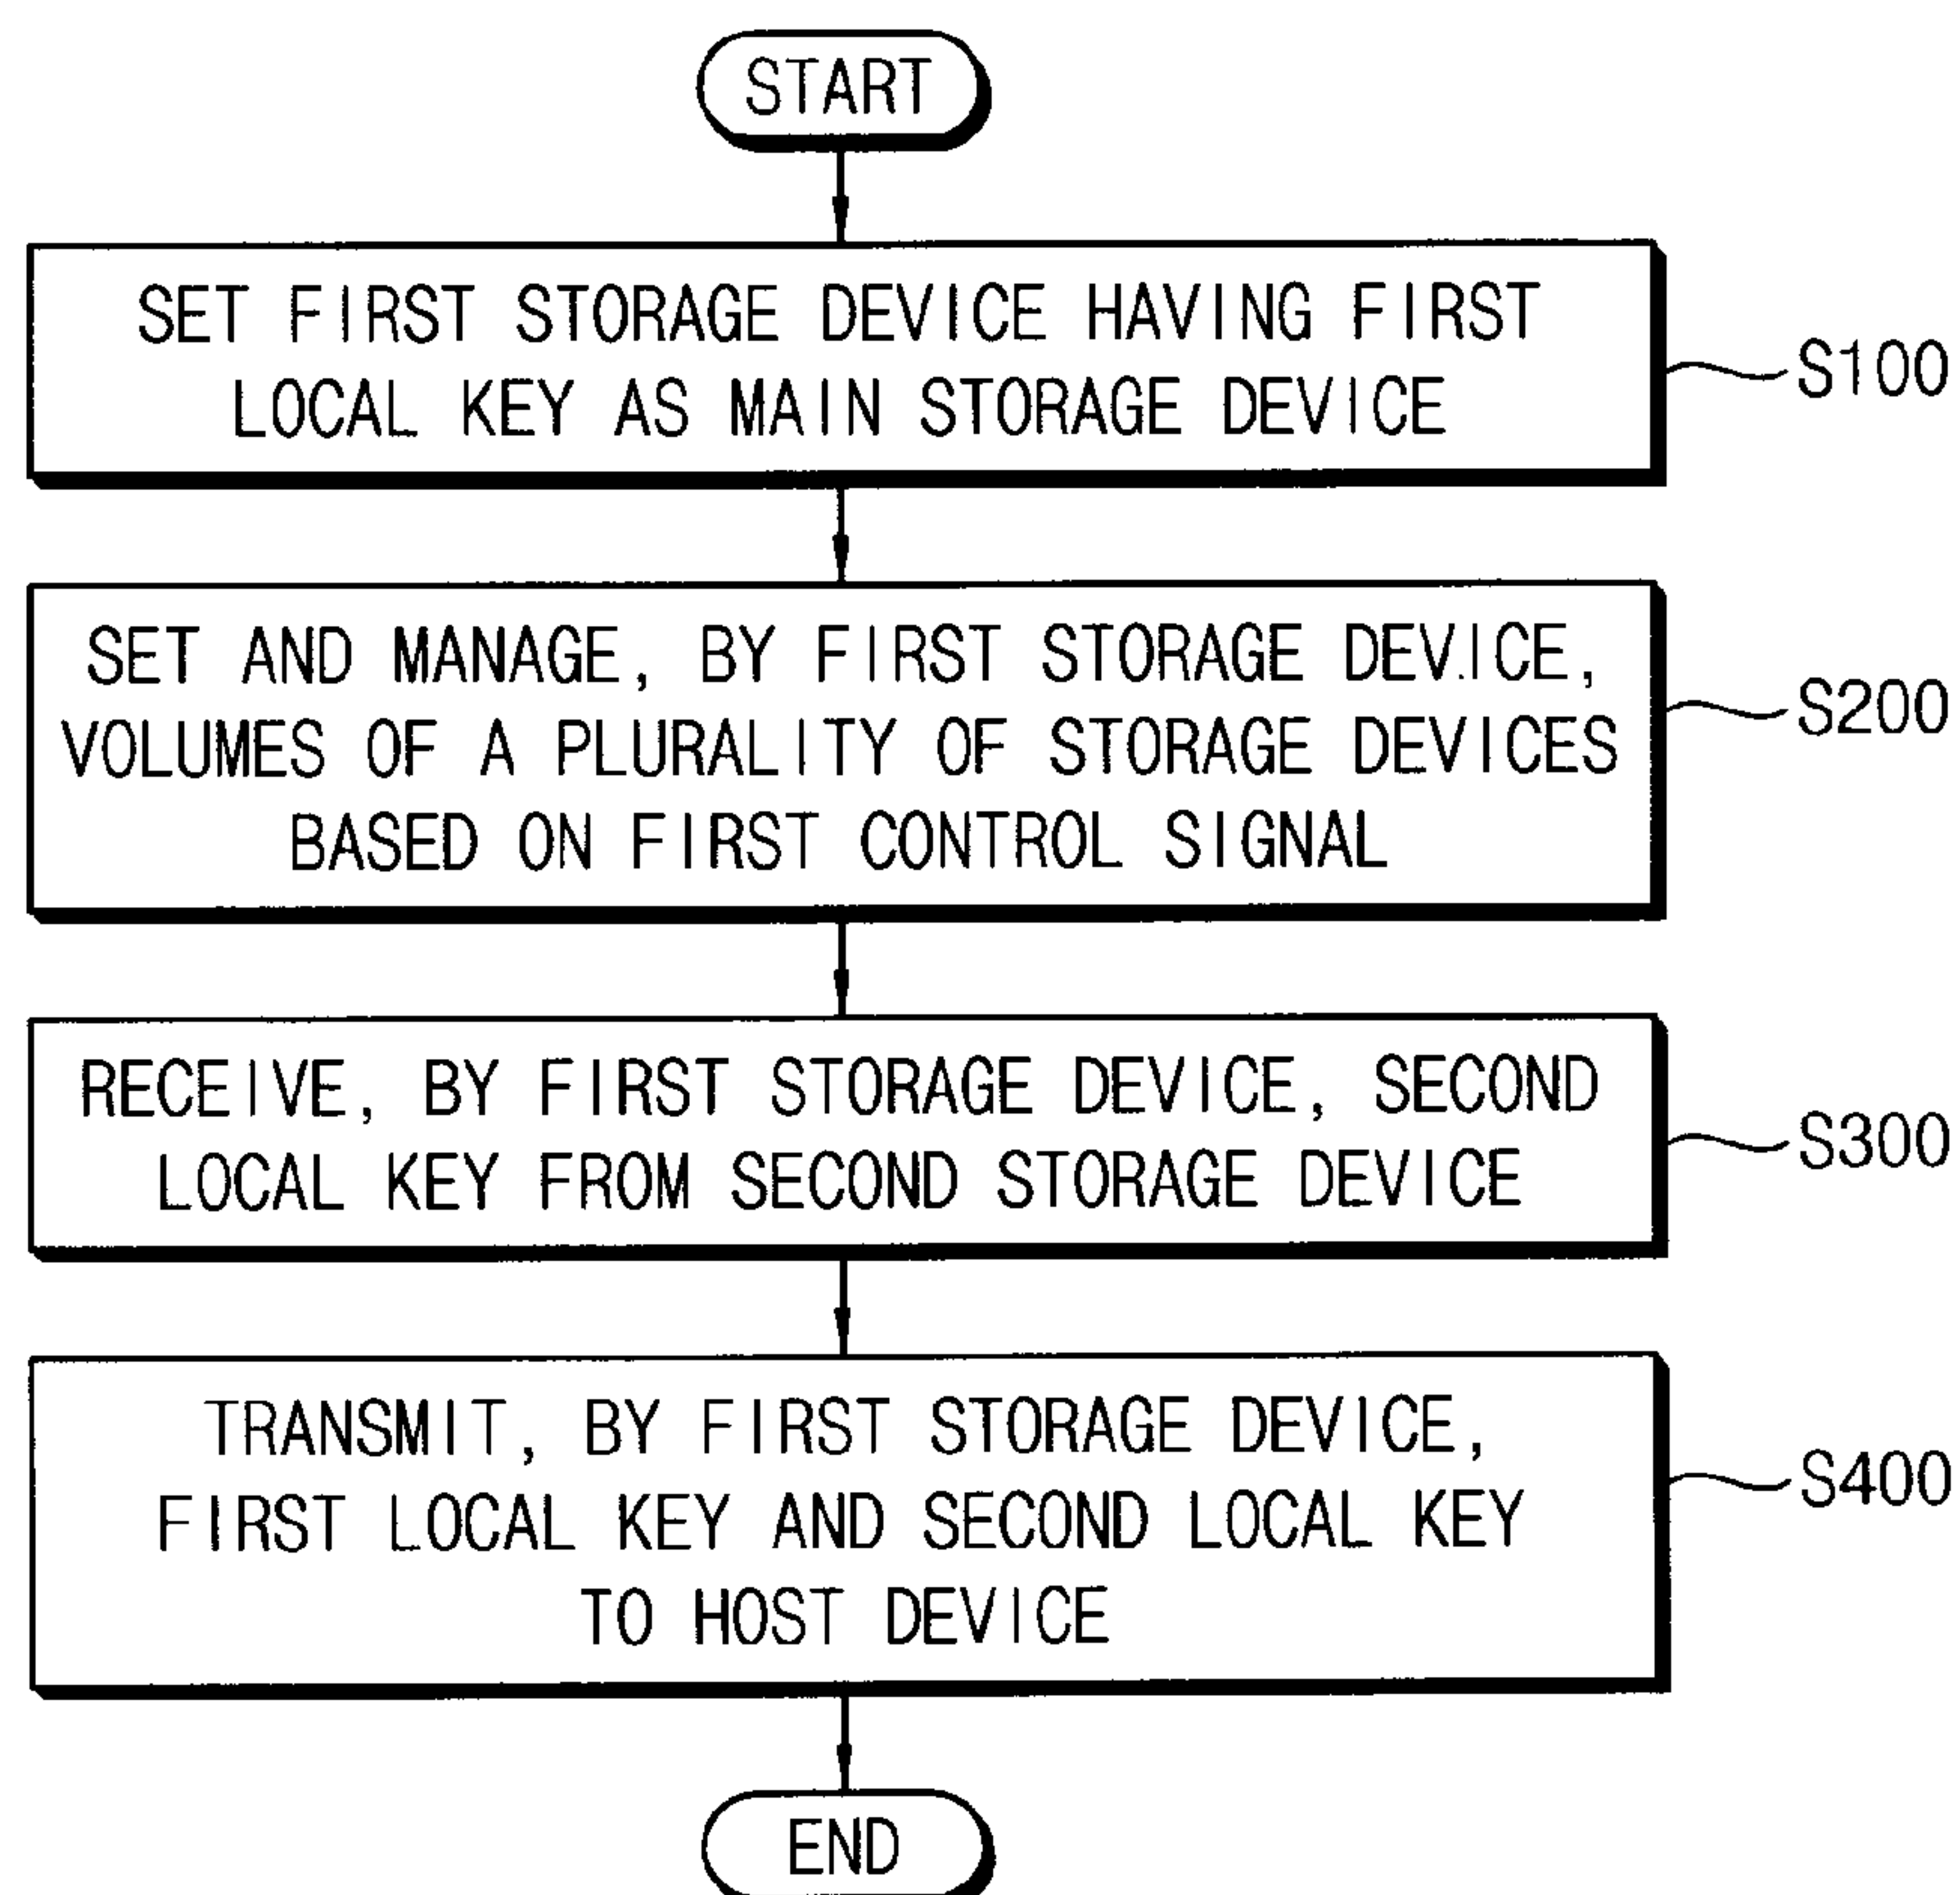 START
SET FIRST STORAGE DEVICE HAVING FIRST
LOCAL KEY AS MAIN STORAGE DEVICE
S100
SET AND MANAGE, BY FIRST STORAGE DEVICE,
VOLUMES OF A PLURALITY OF STORAGE DEVICES
BASED ON FIRST CONTROL SIGNAL
S200
RECEIVE, BY FIRST STORAGE DEVICE, SECOND
LOCAL KEY FROM SECOND STORAGE DEVICE
S300
TRANSMIT, BY FIRST STORAGE DEVICE,
FIRST LOCAL KEY AND SECOND LOCAL KEY
TO HOST DEVICE
S400
END